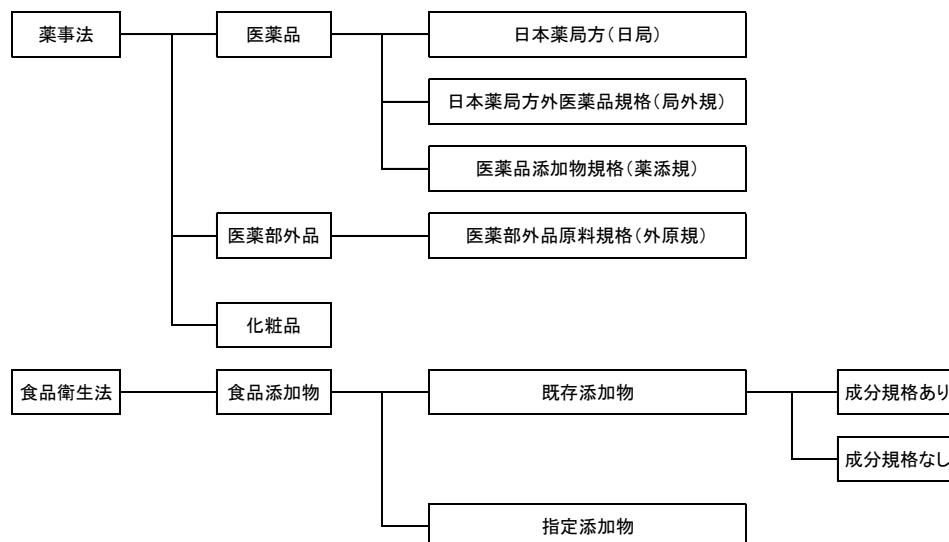 薬事法
医薬品
日本薬局方（日局）
日本薬局方外医薬品規格（局外規）
医薬品添加物規格（薬添規）
医薬部外品
医薬部外品原料規格（外原規）
化粧品
食品衛生法
食品添加物
既存添加物
成分規格あり
成分規格なし
指定添加物